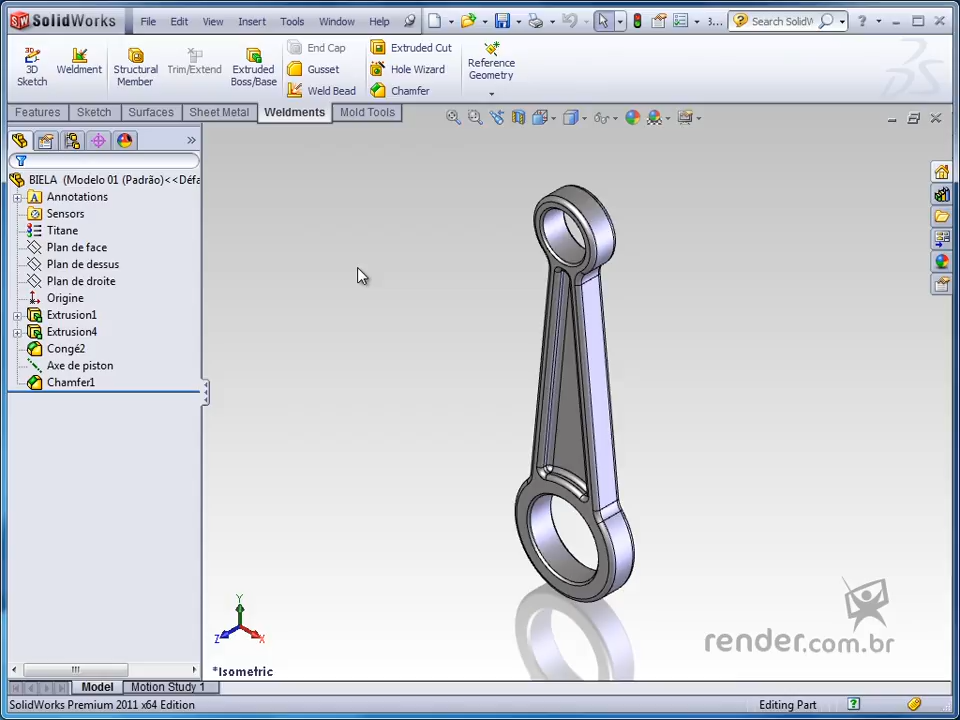 SolidWorks File Edit View Insert Tools Window Help 3... Search SolidW
3D Sketch
Weldment
Structural Member
Trim/Extend
Extruded Boss/Base
End Cap
Gusset
Weld Bead
Extruded Cut
Hole Wizard
Chamfer
Reference Geometry
Features Sketch Surfaces Sheet Metal Weldments Mold Tools
BIELA (Modelo 01 (Padrão)<<Défa
Annotations
Sensors
Titane
Plan de face
Plan de dessus
Plan de droite
Origine
Extrusion1
Extrusion4
Congé2
Axe de piston
Chamfer1
Y
Z X
*Isometric
render.com.br
Model Motion Study 1
SolidWorks Premium 2011 x64 Edition Editing Part